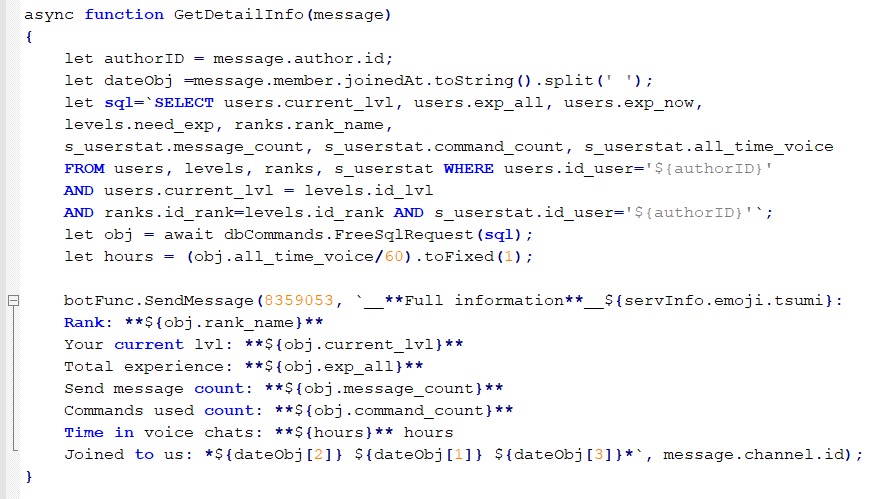 async function GetDetailInfo(message)
{
let authorID = message.author.id;
let dateObj =message.member.joinedAt.toString().split(' ');
let sql=`SELECT users.current_lvl, users.exp_all, users.exp_now,
levels.need_exp, ranks.rank_name,
s_userstat.message_count, s_userstat.command_count, s_userstat.all_time_voice
FROM users, levels, ranks, s_userstat WHERE users.id_user='${authorID}'
AND users.current_lvl = levels.id_lvl
AND ranks.id_rank=levels.id_rank AND s_userstat.id_user='${authorID}'`;
let obj = await dbCommands.FreeSqlRequest(sql);
let hours = (obj.all_time_voice/60).toFixed(1);
botFunc.SendMessage(8359053, `__**Full information**__${servInfo.emoji.tsumi}:
Rank: **${obj.rank_name}**
Your current lvl: **${obj.current_lvl}**
Total experience: **${obj.exp_all}**
Send message count: **${obj.message_count}**
Commands used count: **${obj.command_count}**
Time in voice chats: **${hours}** hours
Joined to us: *${dateObj[2]} ${dateObj[1]} ${dateObj[3]}*`, message.channel.id);
}